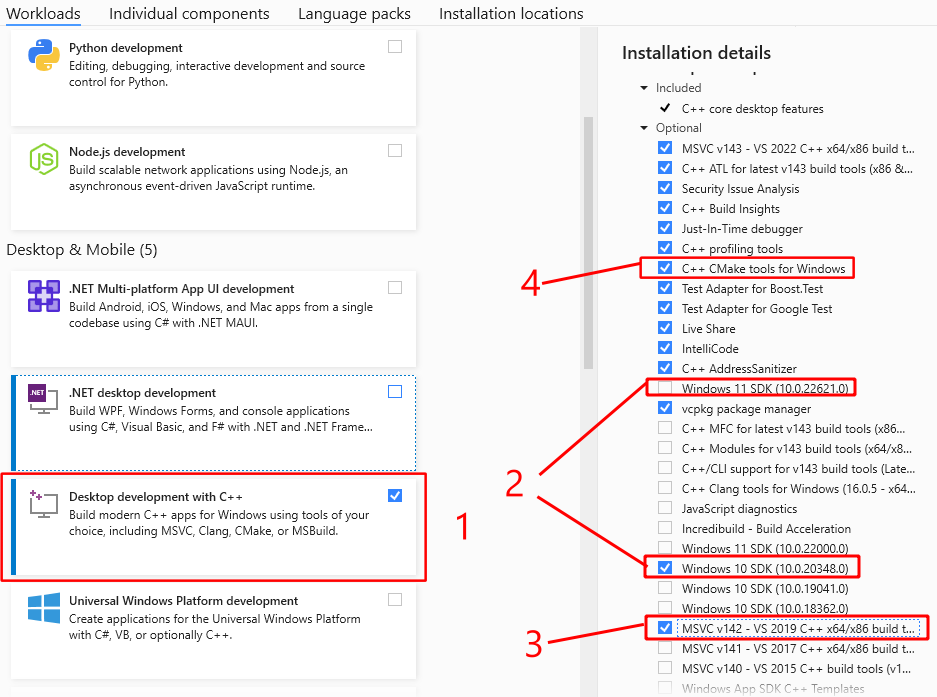 Workloads Individual components Language packs Installation locations
Python development
Editing, debugging, interactive development and source
control for Python.
JS
Node.js development
Build scalable network applications using Node.js, an
asynchronous event-driven JavaScript runtime.
Desktop & Mobile (5)
.NET Multi-platform App UI development
Build Android, iOS, Windows, and Mac apps from a single
codebase using C# with .NET MAUI.
.NET
.NET desktop development
Build WPF, Windows Forms, and console applications
using C#, Visual Basic, and F# with .NET and .NET Frame...
Desktop development with C++
Build modern C++ apps for Windows using tools of your
choice, including MSVC, Clang, CMake, or MSBuild.
1
Universal Windows Platform development
Create applications for the Universal Windows Platform
with C#, VB, or optionally C++.
Installation details
Included
C++ core desktop features
Optional
MSVC v143 - VS 2022 C++ x64/x86 build t...
C++ ATL for latest v143 build tools (x86 &...
Security Issue Analysis
C++ Build Insights
Just-In-Time debugger
C++ profiling tools
4 C++ CMake tools for Windows
Test Adapter for Boost.Test
Test Adapter for Google Test
Live Share
IntelliCode
C++ AddressSanitizer
Windows 11 SDK (10.0.22621.0)
vcpkg package manager
C++ MFC for latest v143 build tools (x86...
C++ Modules for v143 build tools (x64/x8...
C++/CLI support for v143 build tools (Late...
2 C++ Clang tools for Windows (16.0.5 - x64...
JavaScript diagnostics
Incredibuild - Build Acceleration
Windows 11 SDK (10.0.22000.0)
Windows 10 SDK (10.0.20348.0)
Windows 10 SDK (10.0.19041.0)
Windows 10 SDK (10.0.18362.0)
3 MSVC v142 - VS 2019 C++ x64/x86 build t...
MSVC v141 - VS 2017 C++ x64/x86 build t...
MSVC v140 - VS 2015 C++ build tools (v1...
Windows App SDK C++ Templates